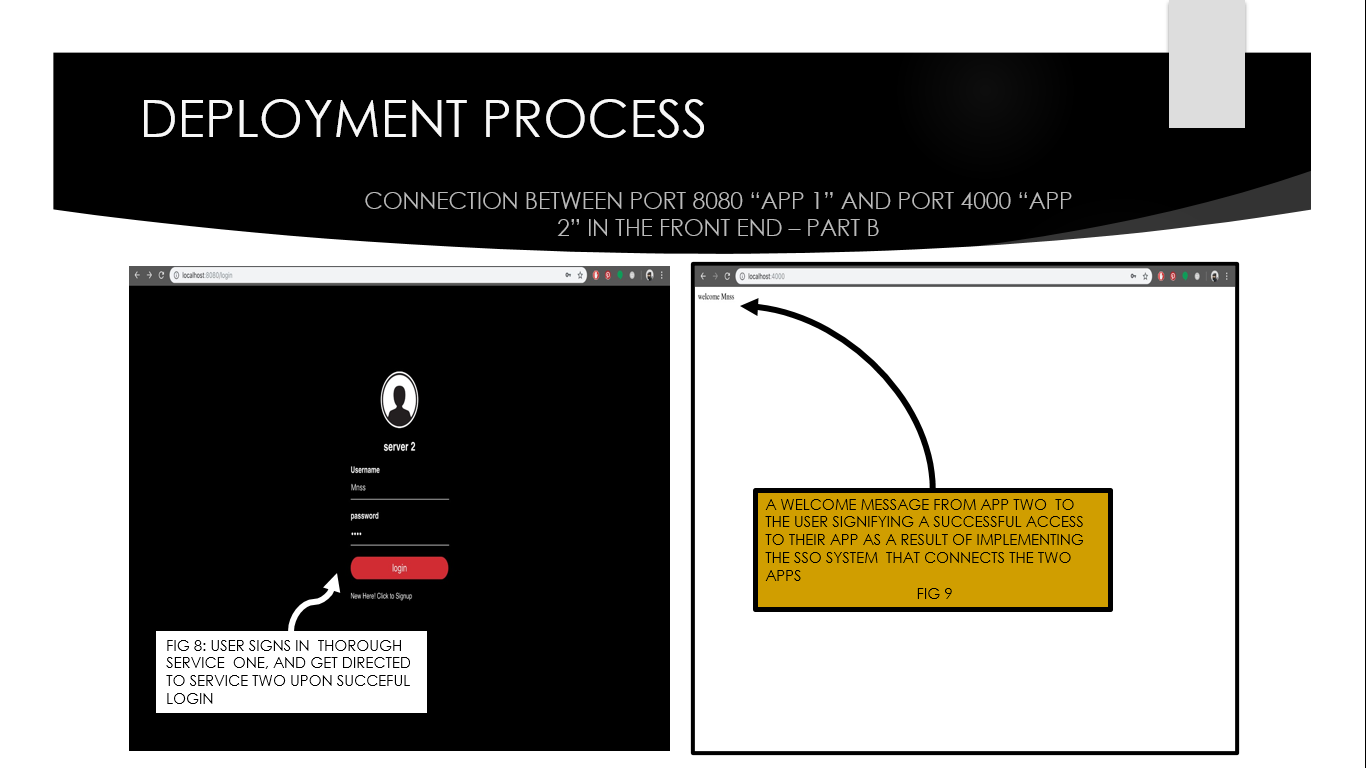 DEPLOYMENT PROCESS
CONNECTION BETWEEN PORT 8080 “APP 1” AND PORT 4000 “APP
2” IN THE FRONT END – PART B
localhost:8080/login
server 2
Username
Mnss
password
••••
login
New Here! Click to Signup
FIG 8: USER SIGNS IN THOROUGH
SERVICE ONE, AND GET DIRECTED
TO SERVICE TWO UPON SUCCEFUL
LOGIN
localhost:4000
welcome Mnss
A WELCOME MESSAGE FROM APP TWO TO
THE USER SIGNIFYING A SUCCESSFUL ACCESS
TO THEIR APP AS A RESULT OF IMPLEMENTING
THE SSO SYSTEM THAT CONNECTS THE TWO
APPS
FIG 9